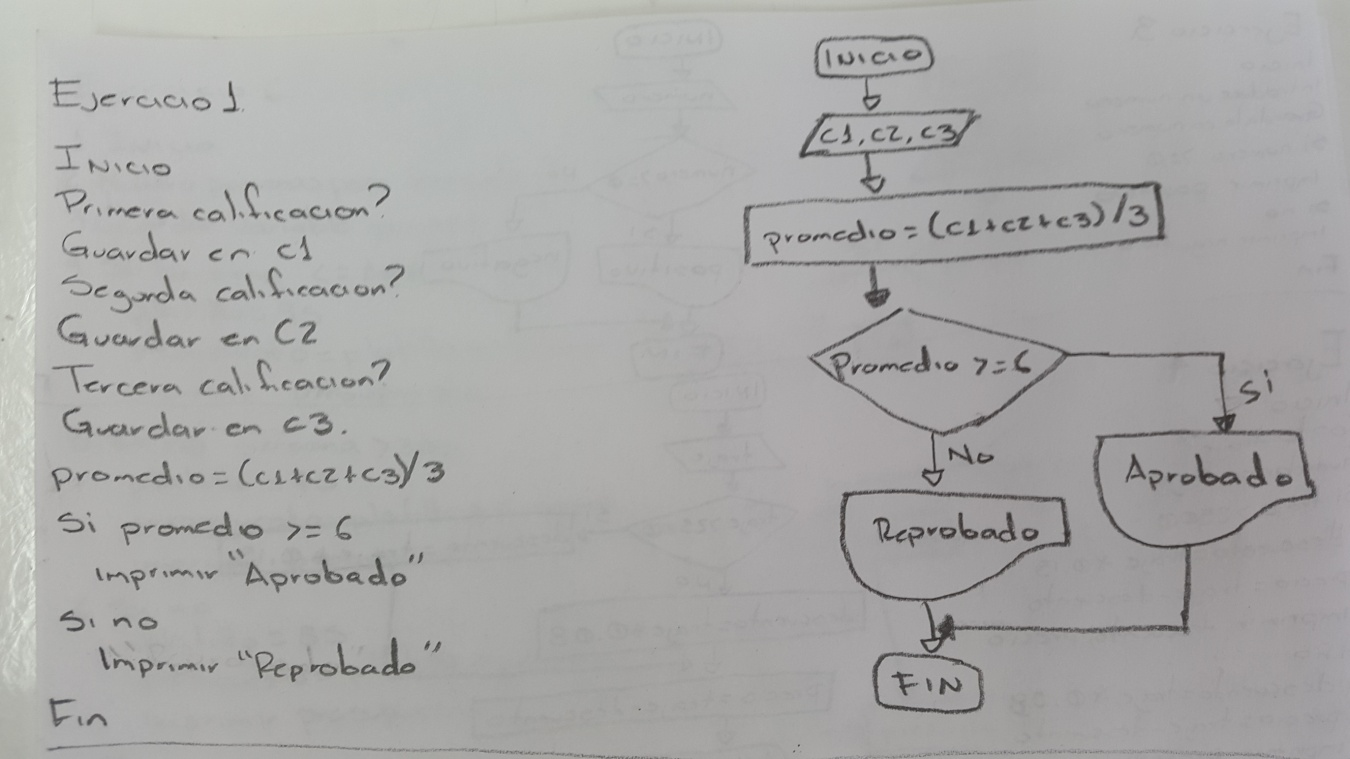 Ejercicio 1.
Inicio
Primera calificacion?
Guardar en c1
Segunda calificacion?
Guardar en C2
Tercera calificacion?
Guardar en c3.
promedio = (c1+c2+c3)/3
Si promedio >= 6
Imprimir "Aprobado"
Si no
Imprimir "Reprobado"
Fin
INICIO
C1, C2, C3
promedio = (c1+c2+c3)/3
Promedio >= 6
Si
No
Aprobado
Reprobado
FIN